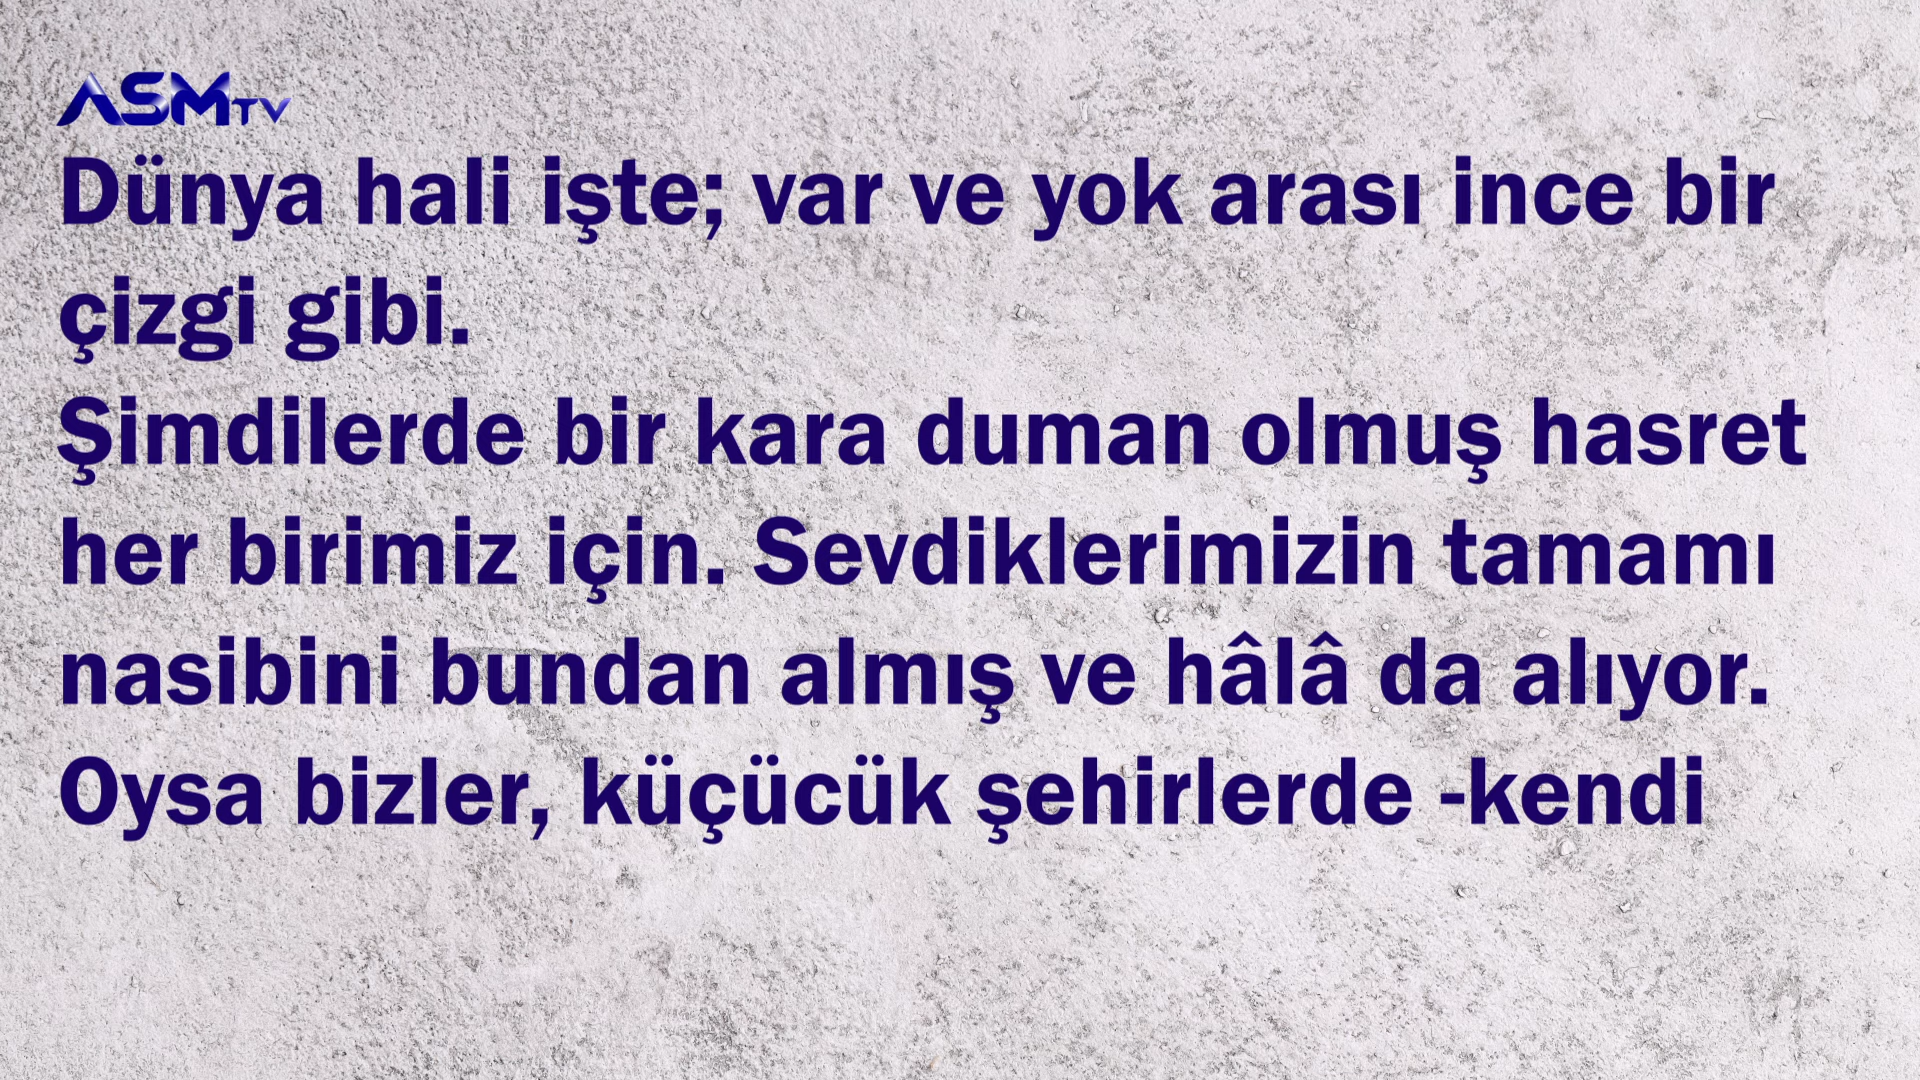 ASMTV
Dünya hali işte; var ve yok arası ince bir
çizgi gibi.
Şimdilerde bir kara duman olmuş hasret
her birimiz için. Sevdiklerimizin tamamı
nasibini bundan almış ve hâlâ da alıyor.
Oysa bizler, küçücük şehirlerde -kendi